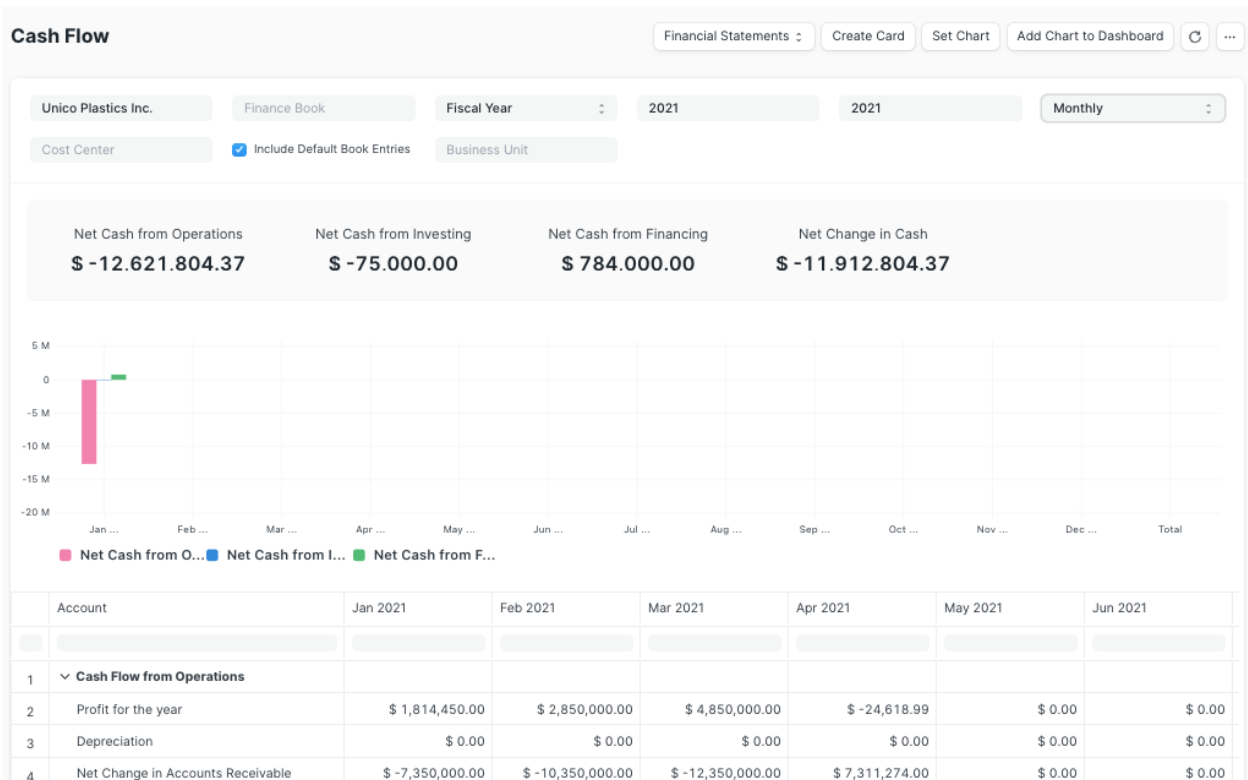 Cash Flow
Financial Statements Create Card Set Chart Add Chart to Dashboard ...
Unico Plastics Inc. Finance Book Fiscal Year 2021 2021 Monthly
Cost Center Include Default Book Entries Business Unit
Net Cash from Operations Net Cash from Investing Net Cash from Financing Net Change in Cash
$ -12.621.804.37 $ -75.000.00 $ 784.000.00 $ -11.912.804.37
5 M
0
-5 M
-10 M
-15 M
-20 M
Jan ... Feb ... Mar ... Apr ... May ... Jun ... Jul ... Aug ... Sep ... Oct ... Nov ... Dec ... Total
Net Cash from O... Net Cash from I... Net Cash from F...
Account Jan 2021 Feb 2021 Mar 2021 Apr 2021 May 2021 Jun 2021
1 Cash Flow from Operations
2 Profit for the year $ 1,814,450.00 $ 2,850,000.00 $ 4,850,000.00 $ -24,618.99 $ 0.00 $ 0.00
3 Depreciation $ 0.00 $ 0.00 $ 0.00 $ 0.00 $ 0.00 $ 0.00
4 Net Change in Accounts Receivable $ -7,350,000.00 $ -10,350,000.00 $ -12,350,000.00 $ 7,311,274.00 $ 0.00 $ 0.00